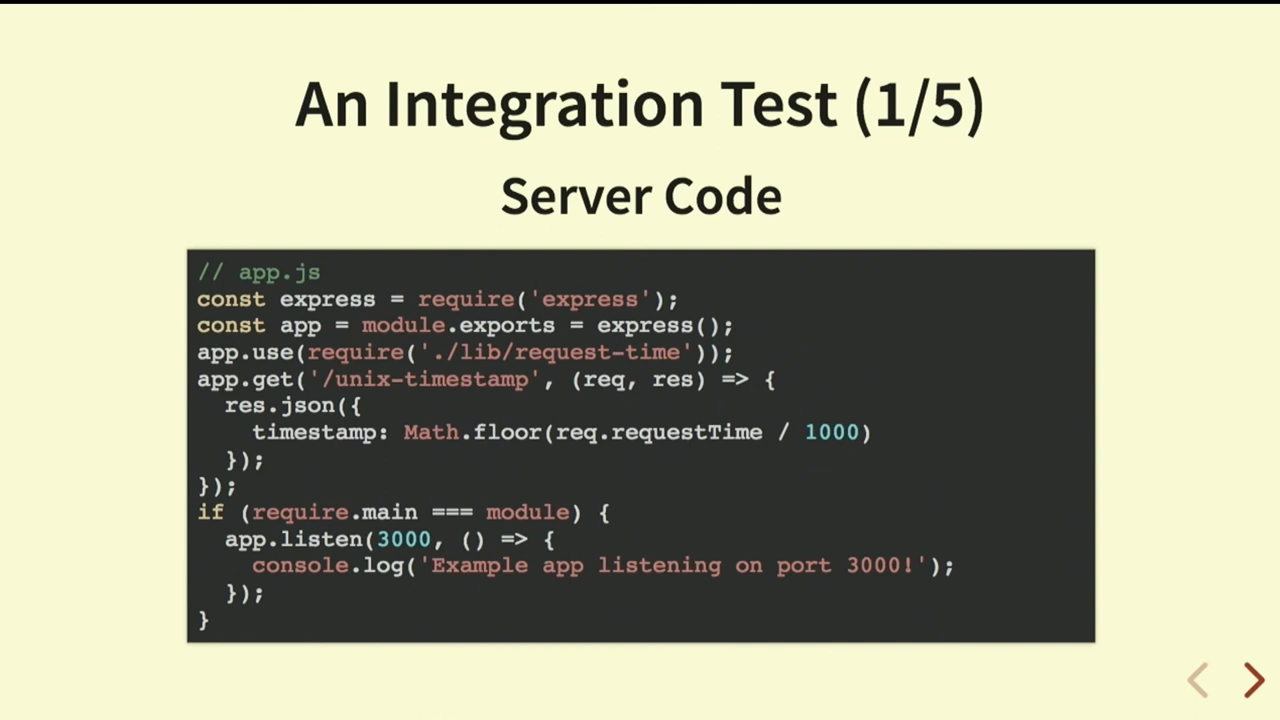 An Integration Test (1/5)
Server Code
// app.js
const express = require('express');
const app = module.exports = express();
app.use(require('./lib/request-time'));
app.get('/unix-timestamp', (req, res) => {
  res.json({
    timestamp: Math.floor(req.requestTime / 1000)
  });
});
if (require.main === module) {
  app.listen(3000, () => {
    console.log('Example app listening on port 3000!');
  });
}